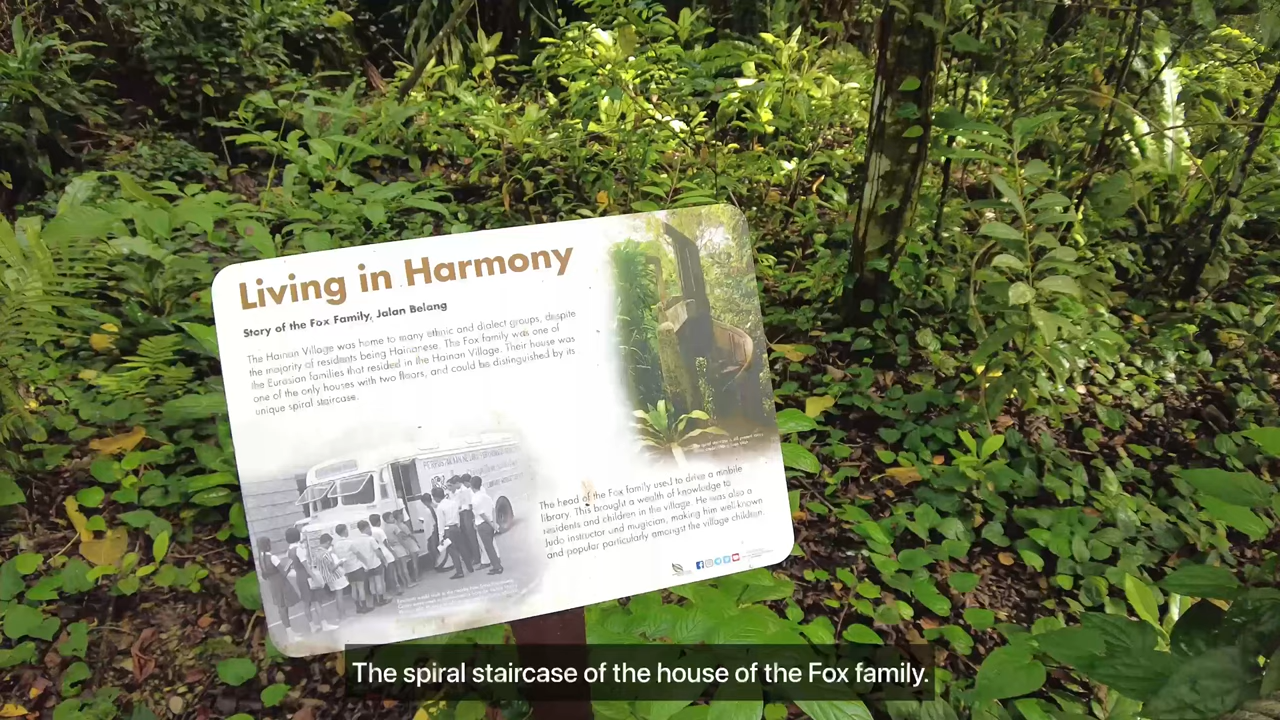 Living in Harmony
Story of the Fox Family, Jalan Belang
The Hainan Village was home to many ethnic and dialect groups, despite
the majority of residents being Hainanese. The Fox family was one of
the Eurasian families that resided in the Hainan Village. Their house was
one of the only houses with two floors, and could be distinguished by its
unique spiral staircase.
The head of the Fox family used to drive a mobile
library. This brought a wealth of knowledge to
residents and children in the village. He was also a
Judo instructor and magician, making him well-known
and popular particularly amongst the village children.
The spiral staircase of the house of the Fox family.